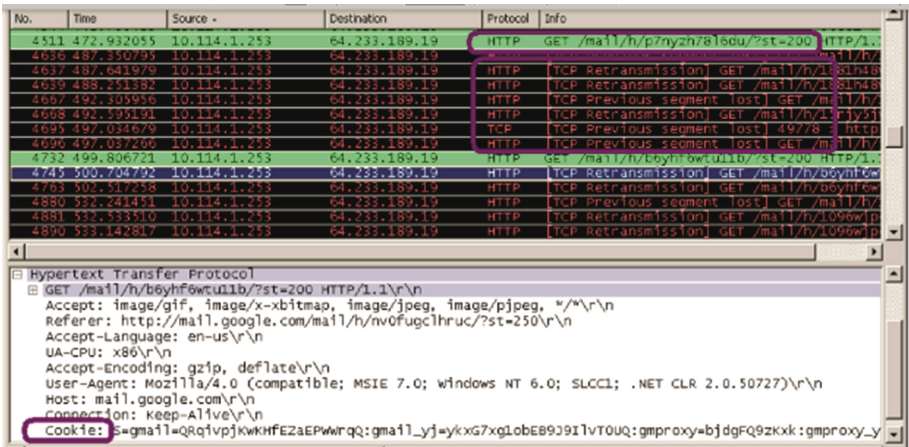 No. Time Source Destination Protocol Info
4511 472.932055 10.114.1.253 64.233.189.19 HTTP GET /mail/h/p7nyzh78l6du/?st=200 HTTP/1.
4636 487.350795 10.114.1.253 64.233.189.19 HTTP
4637 487.641979 10.114.1.253 64.233.189.19 HTTP [TCP Retransmission] GET /mail/h/
4639 488.251382 10.114.1.253 64.233.189.19 HTTP [TCP Retransmission] GET /mail/h/
4667 492.305956 10.114.1.253 64.233.189.19 HTTP [TCP Previous segment lost] GET /mail/h/
4668 492.595191 10.114.1.253 64.233.189.19 HTTP [TCP Retransmission] GET /mail/h/
4695 497.034679 10.114.1.253 64.233.189.19 TCP [TCP Previous segment lost] 49778 > http
4696 497.037266 10.114.1.253 64.233.189.19 HTTP [TCP Previous segment lost] GET /mail/h/
4732 499.806721 10.114.1.253 64.233.189.19 HTTP GET /mail/h/b6yhf6wtu11b/?st=200 HTTP/1.
4745 500.704792 10.114.1.253 64.233.189.19 HTTP [TCP Retransmission] GET /mail/h/b6yhf6w
4763 502.517258 10.114.1.253 64.233.189.19 HTTP [TCP Retransmission] GET /mail/h/b6yhf6w
4880 532.241451 10.114.1.253 64.233.189.19 HTTP [TCP Previous segment lost] GET /mail/h/
4881 532.533510 10.114.1.253 64.233.189.19 HTTP [TCP Retransmission] GET /mail/h/1096w
4890 533.142817 10.114.1.253 64.233.189.19 HTTP [TCP Retransmission] GET /mail/h/1096w
Hypertext Transfer Protocol
GET /mail/h/b6yhf6wtu11b/?st=200 HTTP/1.1\r\n
Accept: image/gif, image/x-xbitmap, image/jpeg, image/pjpeg, */*\r\n
Referer: http://mail.google.com/mail/h/nv0fugclhruc/?st=250\r\n
Accept-Language: en-us\r\n
UA-CPU: x86\r\n
Accept-Encoding: gzip, deflate\r\n
User-Agent: Mozilla/4.0 (compatible; MSIE 7.0; Windows NT 6.0; SLCC1; .NET CLR 2.0.50727)\r\n
Host: mail.google.com\r\n
Connection: Keep-Alive\r\n
Cookie: S=gmail=QRqivpjKwKHfEZaEPWWrqQ:gmail_yj=ykxG7xglobEB9J9IlvT0UQ:gmproxy=bjdgFQ9zKxk:gmproxy_y